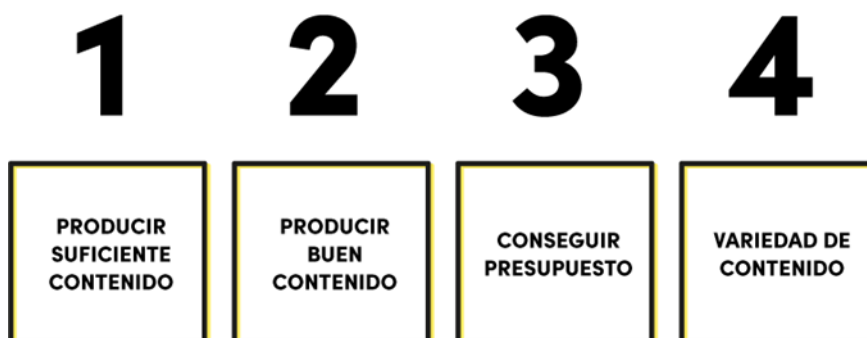 1
2
3
4
PRODUCIR
SUFICIENTE
CONTENIDO
PRODUCIR
BUEN
CONTENIDO
CONSEGUIR
PRESUPUESTO
VARIEDAD DE
CONTENIDO